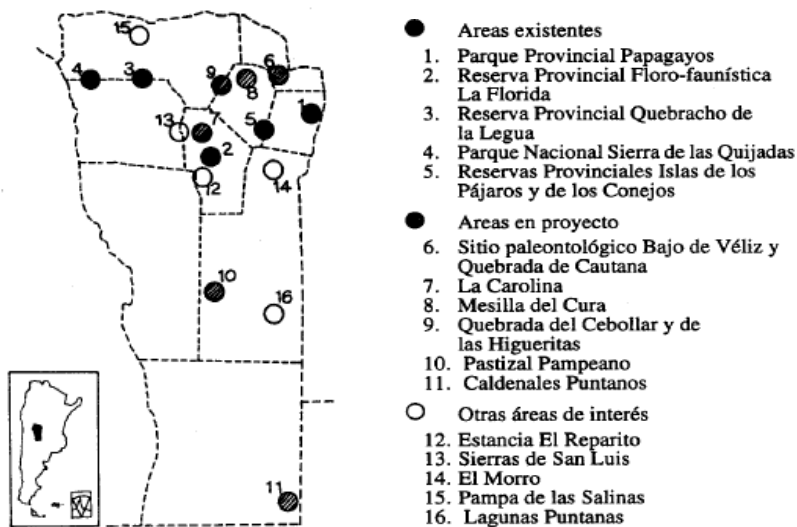 15
4
3
9
8
6
1
13
7
5
2
12
14
10
16
11
Areas existentes
1. Parque Provincial Papagayos
2. Reserva Provincial Floro-faunística
La Florida
3. Reserva Provincial Quebracho de
la Legua
4. Parque Nacional Sierra de las Quijadas
5. Reservas Provinciales Islas de los
Pájaros y de los Conejos
Areas en proyecto
6. Sitio paleontológico Bajo de Véliz y
Quebrada de Cautana
7. La Carolina
8. Mesilla del Cura
9. Quebrada del Cebollar y de
las Higueritas
10. Pastizal Pampeano
11. Caldenales Puntanos
Otras áreas de interés
12. Estancia El Reparito
13. Sierras de San Luis
14. El Morro
15. Pampa de las Salinas
16. Lagunas Puntanas